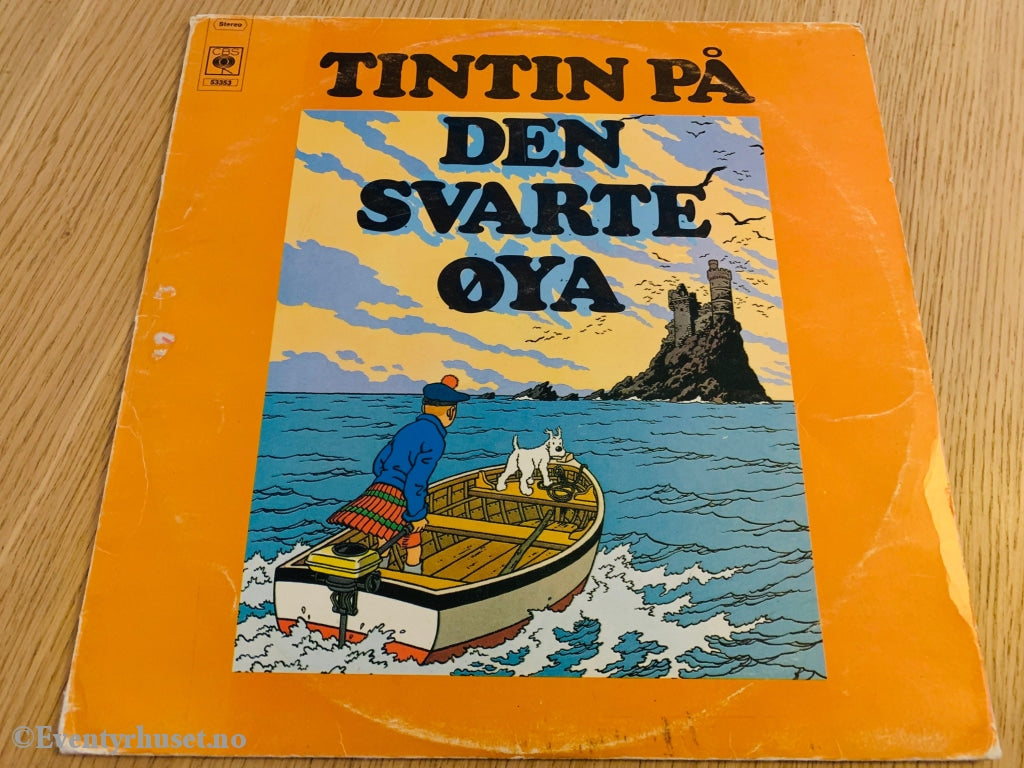 Stereo
CBS
53353
TINTIN PÅ
DEN
SVARTE
ØYA
©Eventyrhuset.no